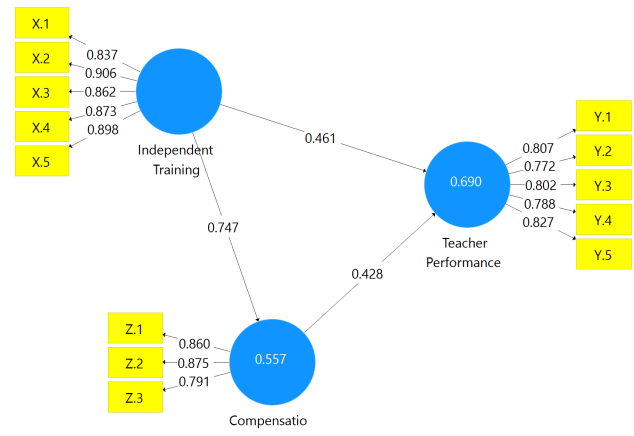 X.1
X.2
X.3
X.4
X.5
0.837
0.906
0.862
0.873
0.898
Independent
Training
0.461
0.747
0.690
Teacher
Performance
0.807
0.772
0.802
0.788
0.827
Y.1
Y.2
Y.3
Y.4
Y.5
0.428
Z.1
Z.2
Z.3
0.860
0.875
0.791
0.557
Compensatio